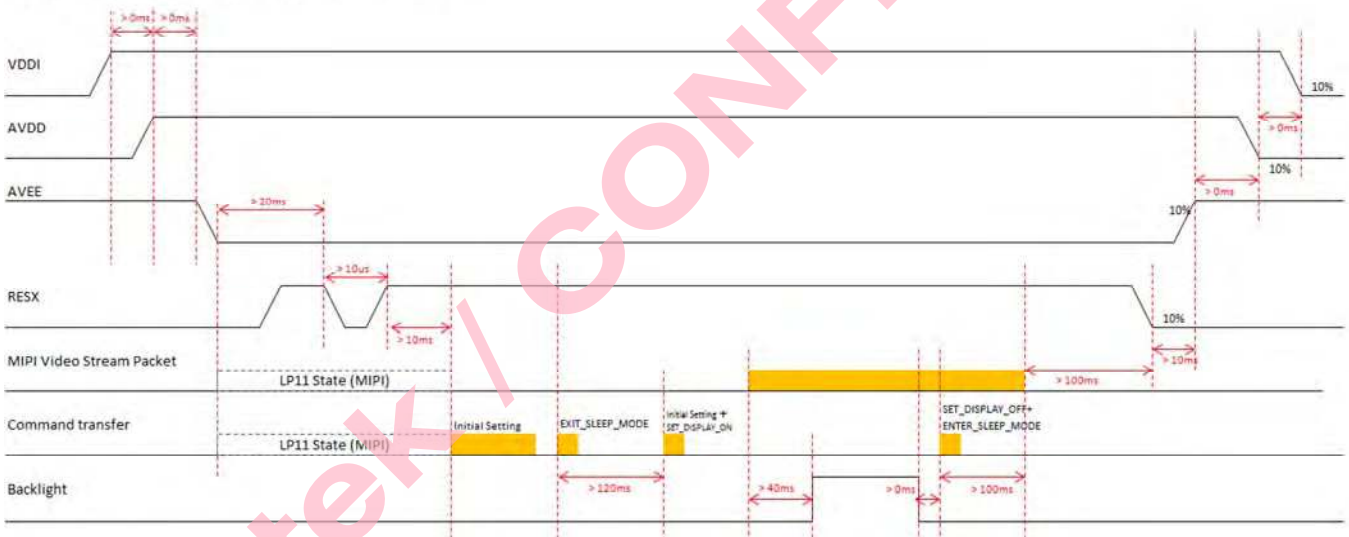 > 0ms > 0ms
VDDI
10%
AVDD
> 0ms
10%
AVEE
> 20ms
> 0ms
10%
> 10us
RESX
10%
> 10ms
> 10ms
MIPI Video Stream Packet
LP11 State (MIPI)
> 100ms
SET_DISPLAY_OFF+
ENTER_SLEEP_MODE
Initial Setting +
SET_DISPLAY_ON
Command transfer
Initial Setting
EXIT_SLEEP_MODE
LP11 State (MIPI)
Backlight
> 120ms
> 40ms
> 0ms
> 100ms
tek / CONF